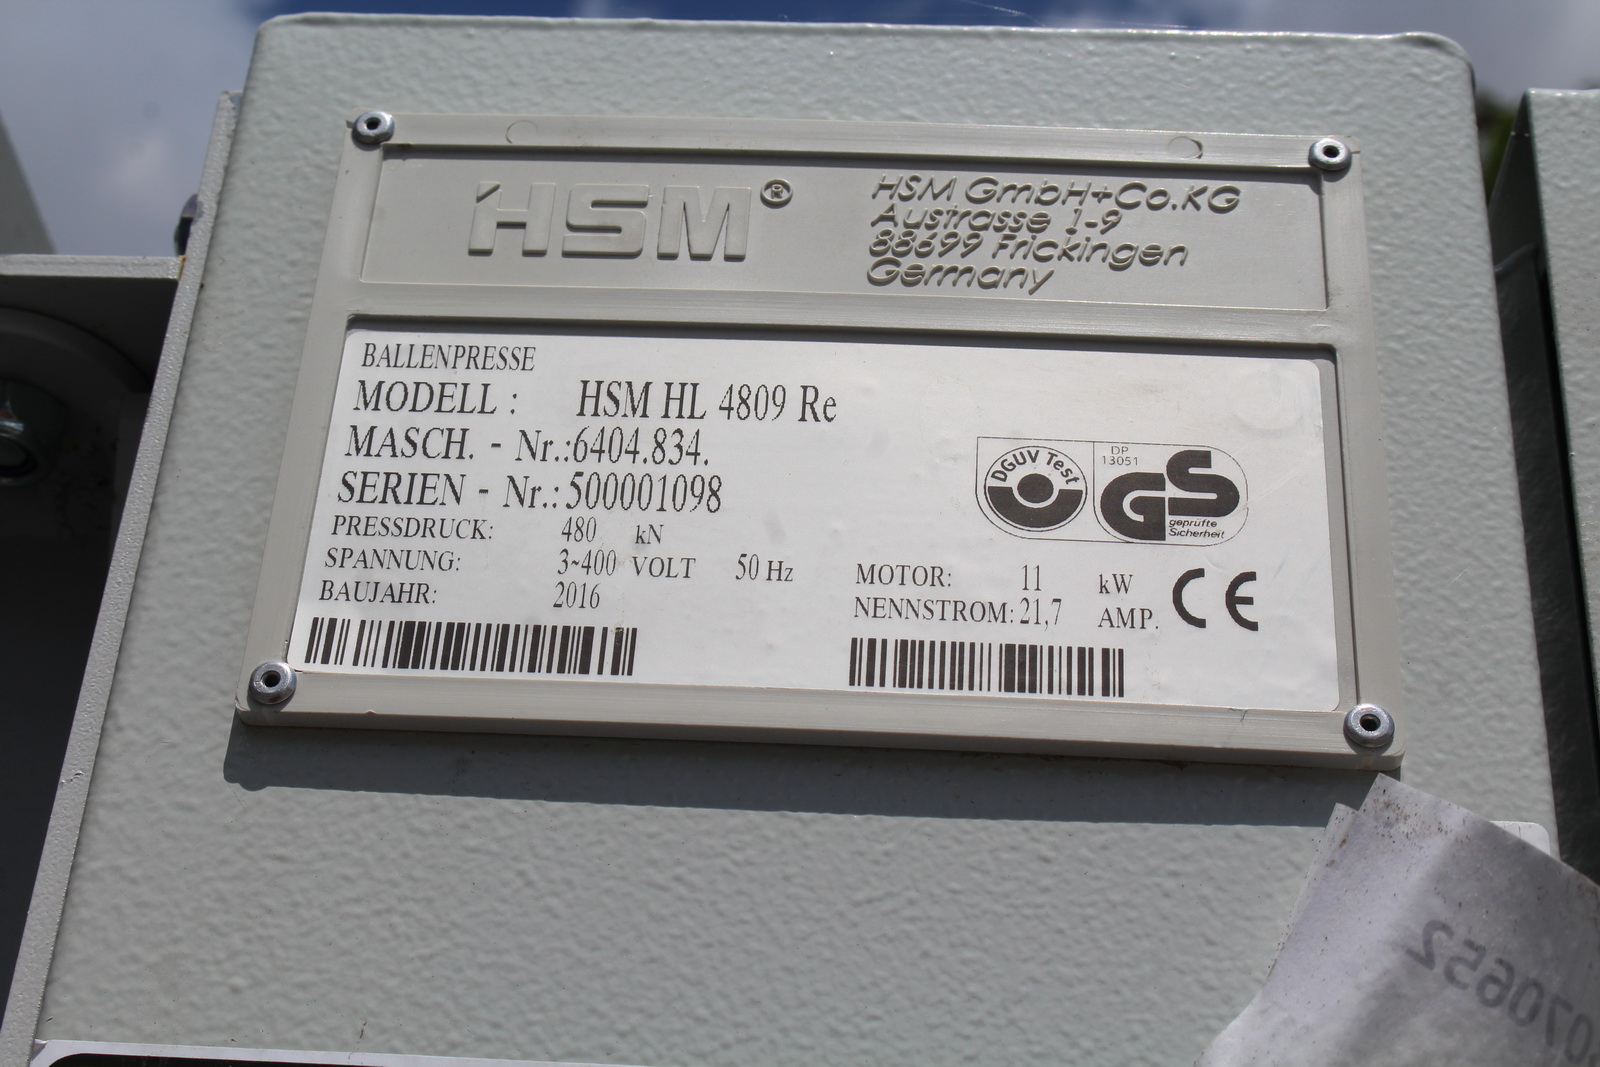 HSM®
HSM GmbH+Co.KG
Austrasse 1-9
88699 Frickingen
Germany
BALLENPRESSE
MODELL : HSM HL 4809 Re
MASCH. - Nr.:6404.834.
SERIEN - Nr.:500001098
PRESSDRUCK: 480 kN
SPANNUNG: 3~400 VOLT 50 Hz
BAUJAHR: 2016
MOTOR: 11 kW
NENNSTROM: 21,7 AMP.
DGUV Test
DP
13051
GS
geprüfte
Sicherheit
CE